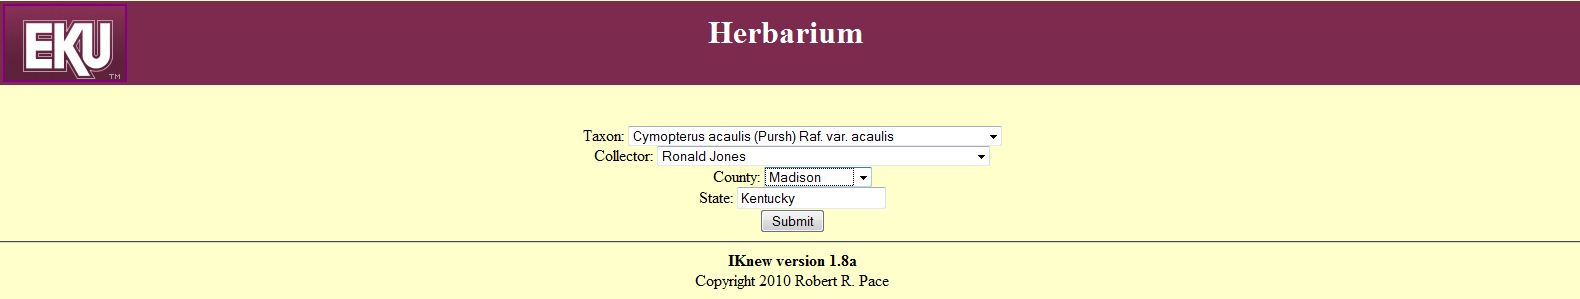 EKU TM
Herbarium
Taxon: Cymopterus acaulis (Pursh) Raf. var. acaulis
Collector: Ronald Jones
County: Madison
State: Kentucky
Submit
IKnew version 1.8a
Copyright 2010 Robert R. Pace